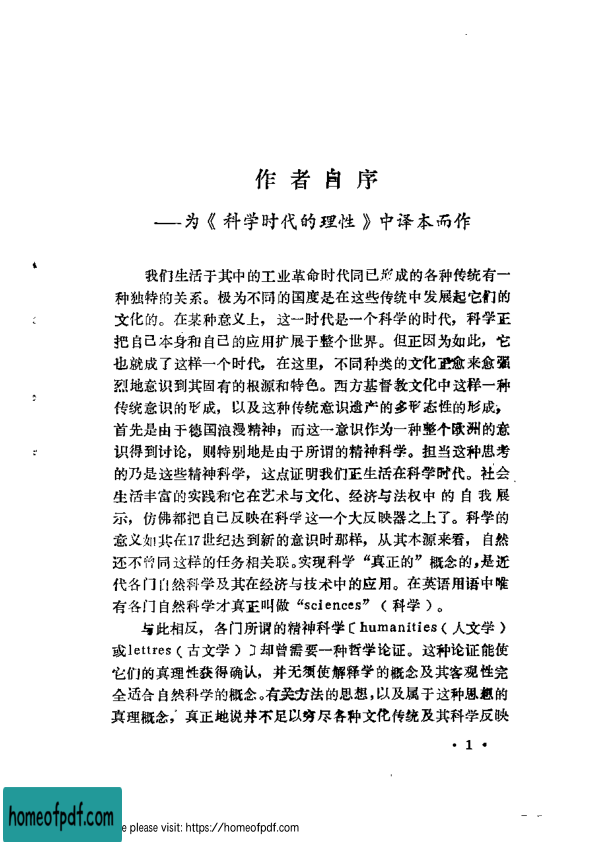 作者自序
——为《科学时代的理性》中译本而作
我们生活于其中的工业革命时代同已形成的各种传统有一
种独特的关系。极为不同的国度是在这些传统中发展起它们的
文化的。在某种意义上，这一时代是一个科学的时代，科学正
把自己本身和自己的应用扩展于整个世界。但正因为如此，它
也就成了这样一个时代，在这里，不同种类的文化正愈来愈强
烈地意识到其固有的根源和特色。西方基督教文化中这样一种
传统意识的形成，以及这种传统意识遗产的多形态性的形成，
首先是由于德国浪漫精神；而这一意识作为一种整个欧洲的意
识得到讨论，则特别地是由于所谓的精神科学。担当这种思考
的乃是这些精神科学，这点证明我们正生活在科学时代。社会
生活丰富的实践和它在艺术与文化、经济与法权中的自我展
示，仿佛都把自己反映在科学这一个大反映器之上了。科学的
意义如其在17世纪达到新的意识时那样，从其本源来看，自然
还不曾同这样的任务相关联。实现科学“真正的”概念的，是近
代各门自然科学及其在经济与技术中的应用。在英语用语中唯
有各门自然科学才真正叫做“sciences”（科学）。
与此相反，各门所谓的精神科学〔humanities（人文学）
或lettres（古文学）〕却曾需要一种哲学论证。这种论证能使
它们的真理性获得确认，并无须使解释学的概念及其客观性完
全适合自然科学的概念。有关方法的思想，以及属于这种思想的
真理概念，真正地说并不足以穷尽各种文化传统及其科学反映
• 1 •
homeofpdf.com
e please visit: https://homeofpdf.com